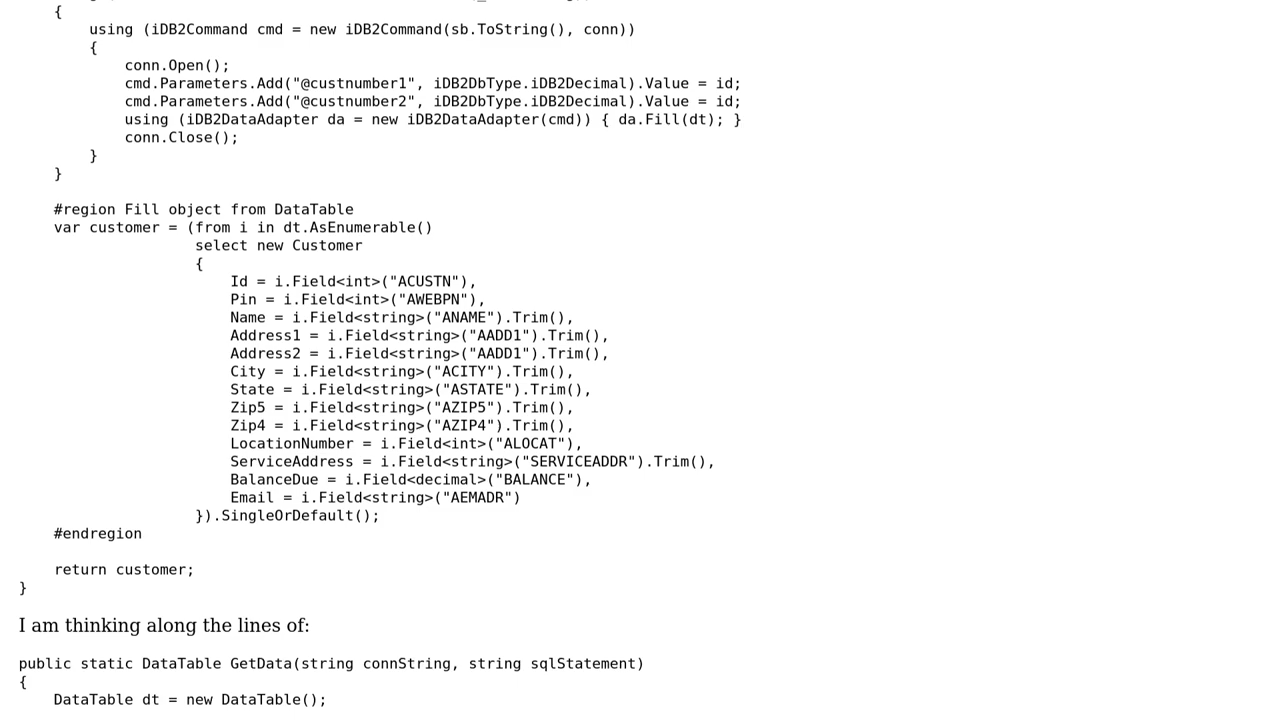 {
using (iDB2Command cmd = new iDB2Command(sb.ToString(), conn))
{
conn.Open();
cmd.Parameters.Add("@custnumber1", iDB2DbType.iDB2Decimal).Value = id;
cmd.Parameters.Add("@custnumber2", iDB2DbType.iDB2Decimal).Value = id;
using (iDB2DataAdapter da = new iDB2DataAdapter(cmd)) { da.Fill(dt); }
conn.Close();
}
}
#region Fill object from DataTable
var customer = (from i in dt.AsEnumerable()
select new Customer
{
Id = i.Field<int>("ACUSTN"),
Pin = i.Field<int>("AWEBPN"),
Name = i.Field<string>("ANAME").Trim(),
Address1 = i.Field<string>("AADD1").Trim(),
Address2 = i.Field<string>("AADD1").Trim(),
City = i.Field<string>("ACITY").Trim(),
State = i.Field<string>("ASTATE").Trim(),
Zip5 = i.Field<string>("AZIP5").Trim(),
Zip4 = i.Field<string>("AZIP4").Trim(),
LocationNumber = i.Field<int>("ALOCAT"),
ServiceAddress = i.Field<string>("SERVICEADDR").Trim(),
BalanceDue = i.Field<decimal>("BALANCE"),
Email = i.Field<string>("AEMADR")
}).SingleOrDefault();
#endregion
return customer;
}
I am thinking along the lines of:
public static DataTable GetData(string connString, string sqlStatement)
{
DataTable dt = new DataTable();